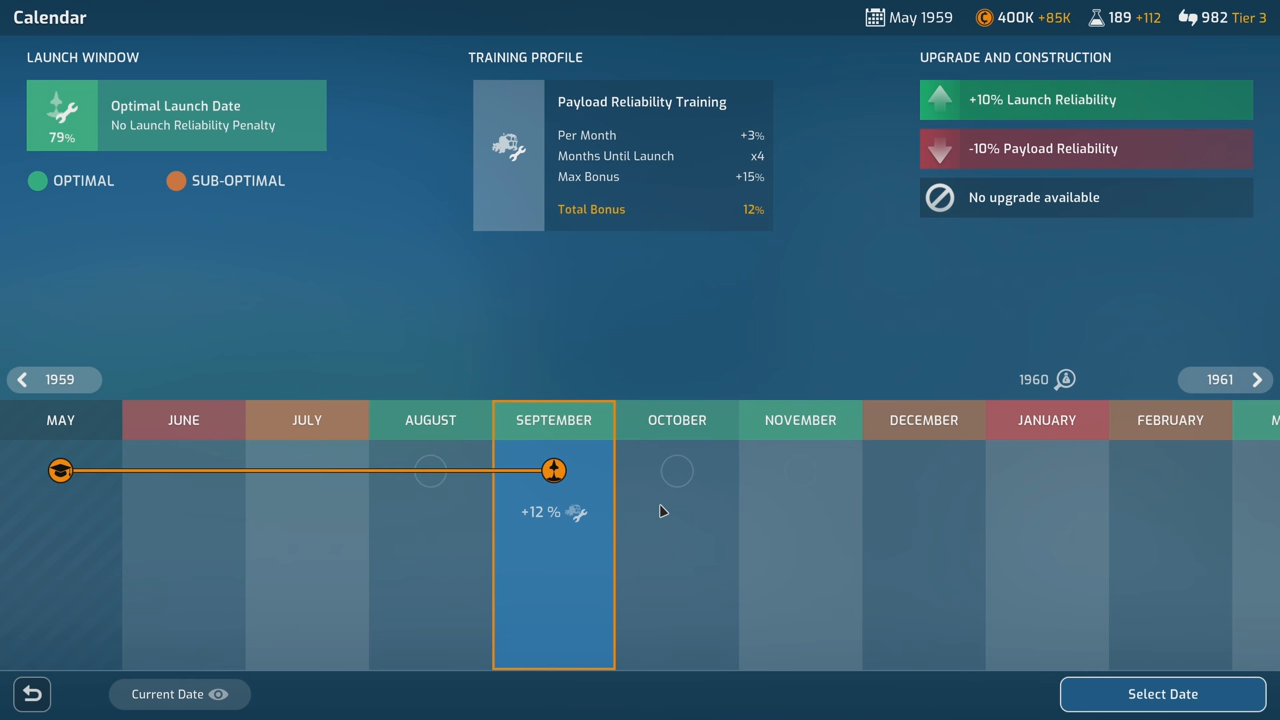 Calendar
May 1959
400K +85K
189 +112
982 Tier 3
LAUNCH WINDOW
79%
Optimal Launch Date
No Launch Reliability Penalty
OPTIMAL
SUB-OPTIMAL
TRAINING PROFILE
Payload Reliability Training
Per Month +3%
Months Until Launch x4
Max Bonus +15%
Total Bonus 12%
UPGRADE AND CONSTRUCTION
+10% Launch Reliability
-10% Payload Reliability
No upgrade available
1959
1960
1961
MAY JUNE JULY AUGUST SEPTEMBER OCTOBER NOVEMBER DECEMBER JANUARY FEBRUARY M
+12 %
Current Date
Select Date